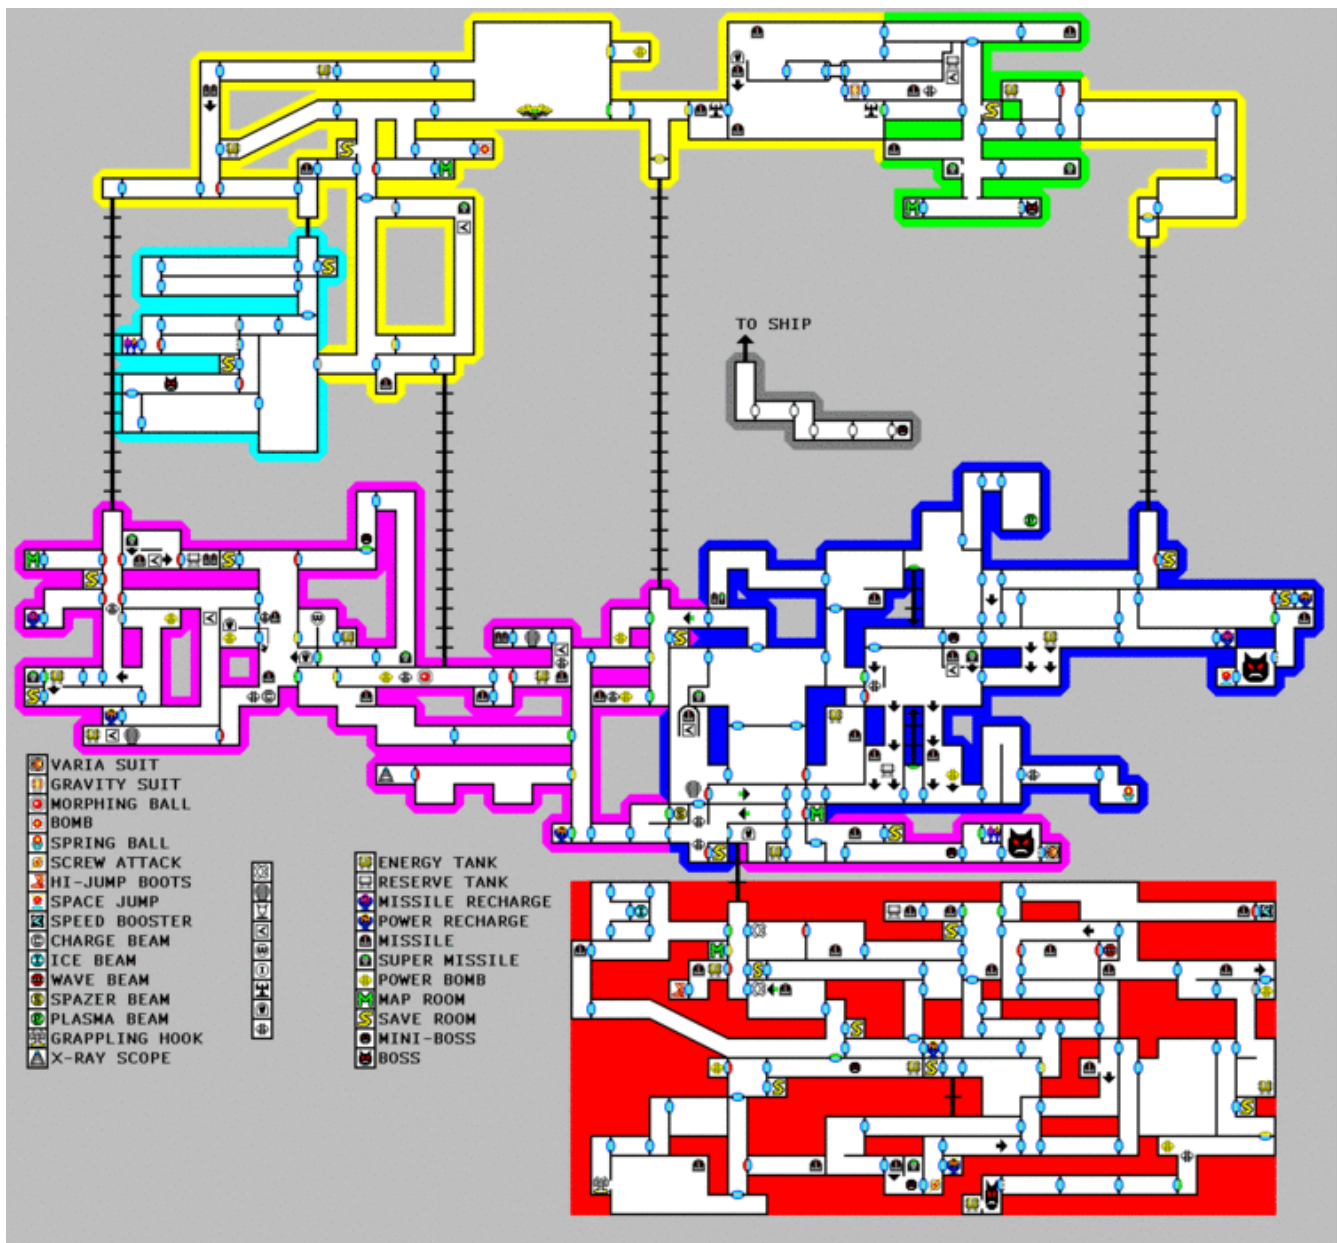 TO SHIP
VARIA SUIT
GRAVITY SUIT
MORPHING BALL
BOMB
SPRING BALL
SCREW ATTACK
HI-JUMP BOOTS
SPACE JUMP
SPEED BOOSTER
CHARGE BEAM
ICE BEAM
WAVE BEAM
SPAZER BEAM
PLASMA BEAM
GRAPPLING HOOK
X-RAY SCOPE
ENERGY TANK
RESERVE TANK
MISSILE RECHARGE
POWER RECHARGE
MISSILE
SUPER MISSILE
POWER BOMB
MAP ROOM
SAVE ROOM
MINI-BOSS
BOSS